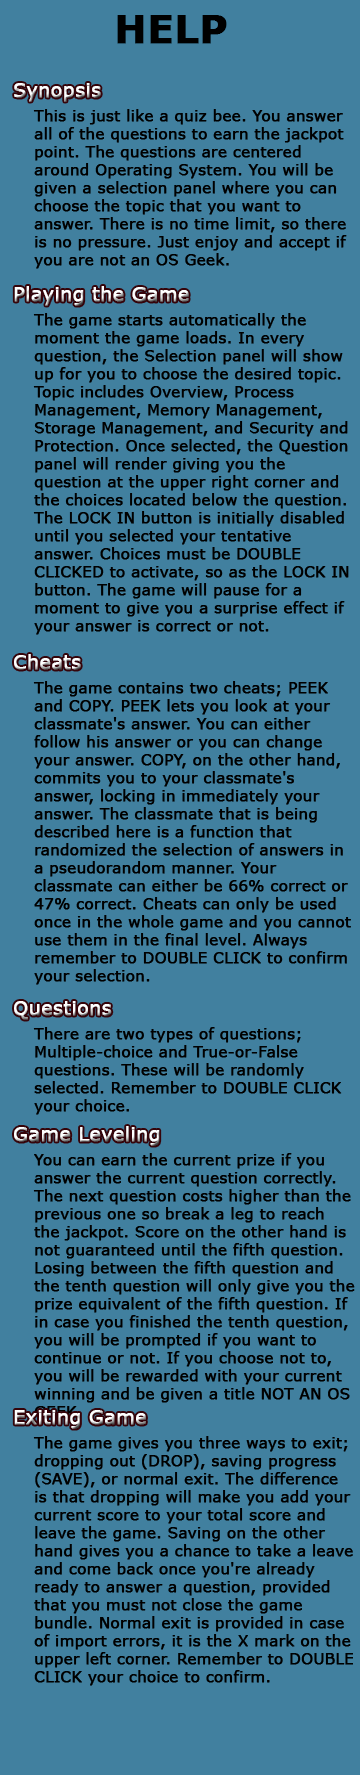 HELP
Synopsis
This is just like a quiz bee. You answer
all of the questions to earn the jackpot
point. The questions are centered
around Operating System. You will be
given a selection panel where you can
choose the topic that you want to
answer. There is no time limit, so there
is no pressure. Just enjoy and accept if
you are not an OS Geek.
Playing the Game
The game starts automatically the
moment the game loads. In every
question, the Selection panel will show
up for you to choose the desired topic.
Topic includes Overview, Process
Management, Memory Management,
Storage Management, and Security and
Protection. Once selected, the Question
panel will render giving you the
question at the upper right corner and
the choices located below the question.
The LOCK IN button is initially disabled
until you selected your tentative
answer. Choices must be DOUBLE
CLICKED to activate, so as the LOCK IN
button. The game will pause for a
moment to give you a surprise effect if
your answer is correct or not.
Cheats
The game contains two cheats; PEEK
and COPY. PEEK lets you look at your
classmate's answer. You can either
follow his answer or you can change
your answer. COPY, on the other hand,
commits you to your classmate's
answer, locking in immediately your
answer. The classmate that is being
described here is a function that
randomized the selection of answers in
a pseudorandom manner. Your
classmate can either be 66% correct or
47% correct. Cheats can only be used
once in the whole game and you cannot
use them in the final level. Always
remember to DOUBLE CLICK to confirm
your selection.
Questions
There are two types of questions;
Multiple-choice and True-or-False
questions. These will be randomly
selected. Remember to DOUBLE CLICK
your choice.
Game Leveling
You can earn the current prize if you
answer the current question correctly.
The next question costs higher than the
previous one so break a leg to reach
the jackpot. Score on the other hand is
not guaranteed until the fifth question.
Losing between the fifth question and
the tenth question will only give you the
prize equivalent of the fifth question. If
in case you finished the tenth question,
you will be prompted if you want to
continue or not. If you choose not to,
you will be rewarded with your current
winning and be given a title NOT AN OS
GEEK.
Exiting Game
The game gives you three ways to exit;
dropping out (DROP), saving progress
(SAVE), or normal exit. The difference
is that dropping will make you add your
current score to your total score and
leave the game. Saving on the other
hand gives you a chance to take a leave
and come back once you're already
ready to answer a question, provided
that you must not close the game
bundle. Normal exit is provided in case
of import errors, it is the X mark on the
upper left corner. Remember to DOUBLE
CLICK your choice to confirm.